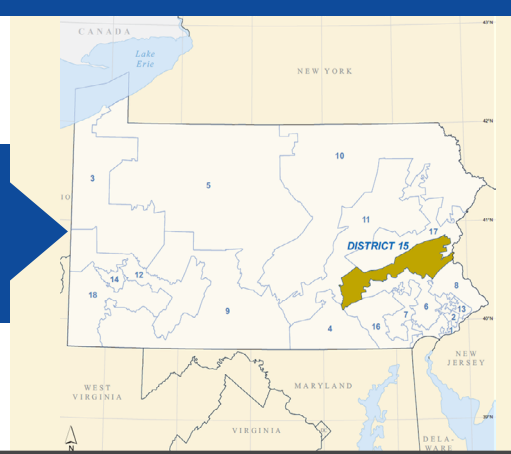 43°N
CANADA
Lake
Erie
NEW YORK
42°N
10
3
5
11
41°N
17
DISTRICT 15
12
14
8
18
9
6
13
7
2
4
16
40°N
NEW
JERSEY
WEST
VIRGINIA
MARYLAND
VIRGINIA
DELA-
WARE
N